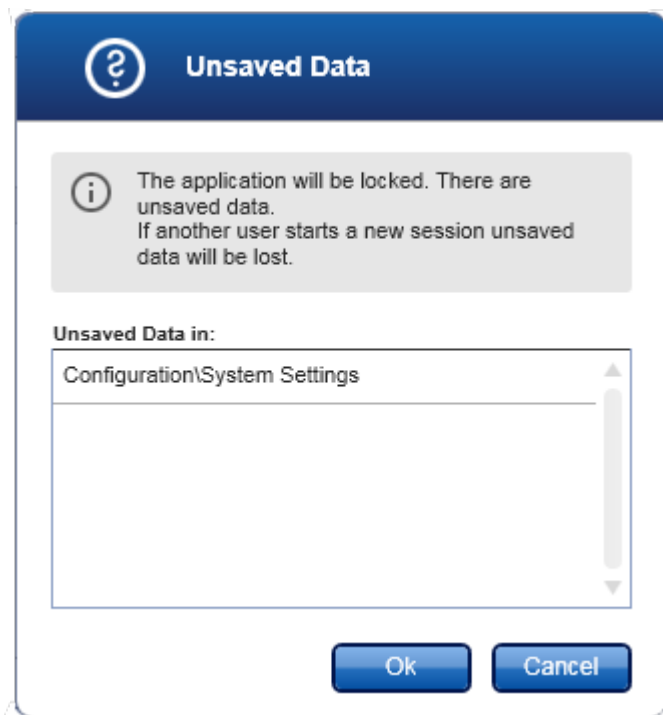 Unsaved Data
The application will be locked. There are
unsaved data.
If another user starts a new session unsaved
data will be lost.
Unsaved Data in:
Configuration\System Settings
Ok
Cancel